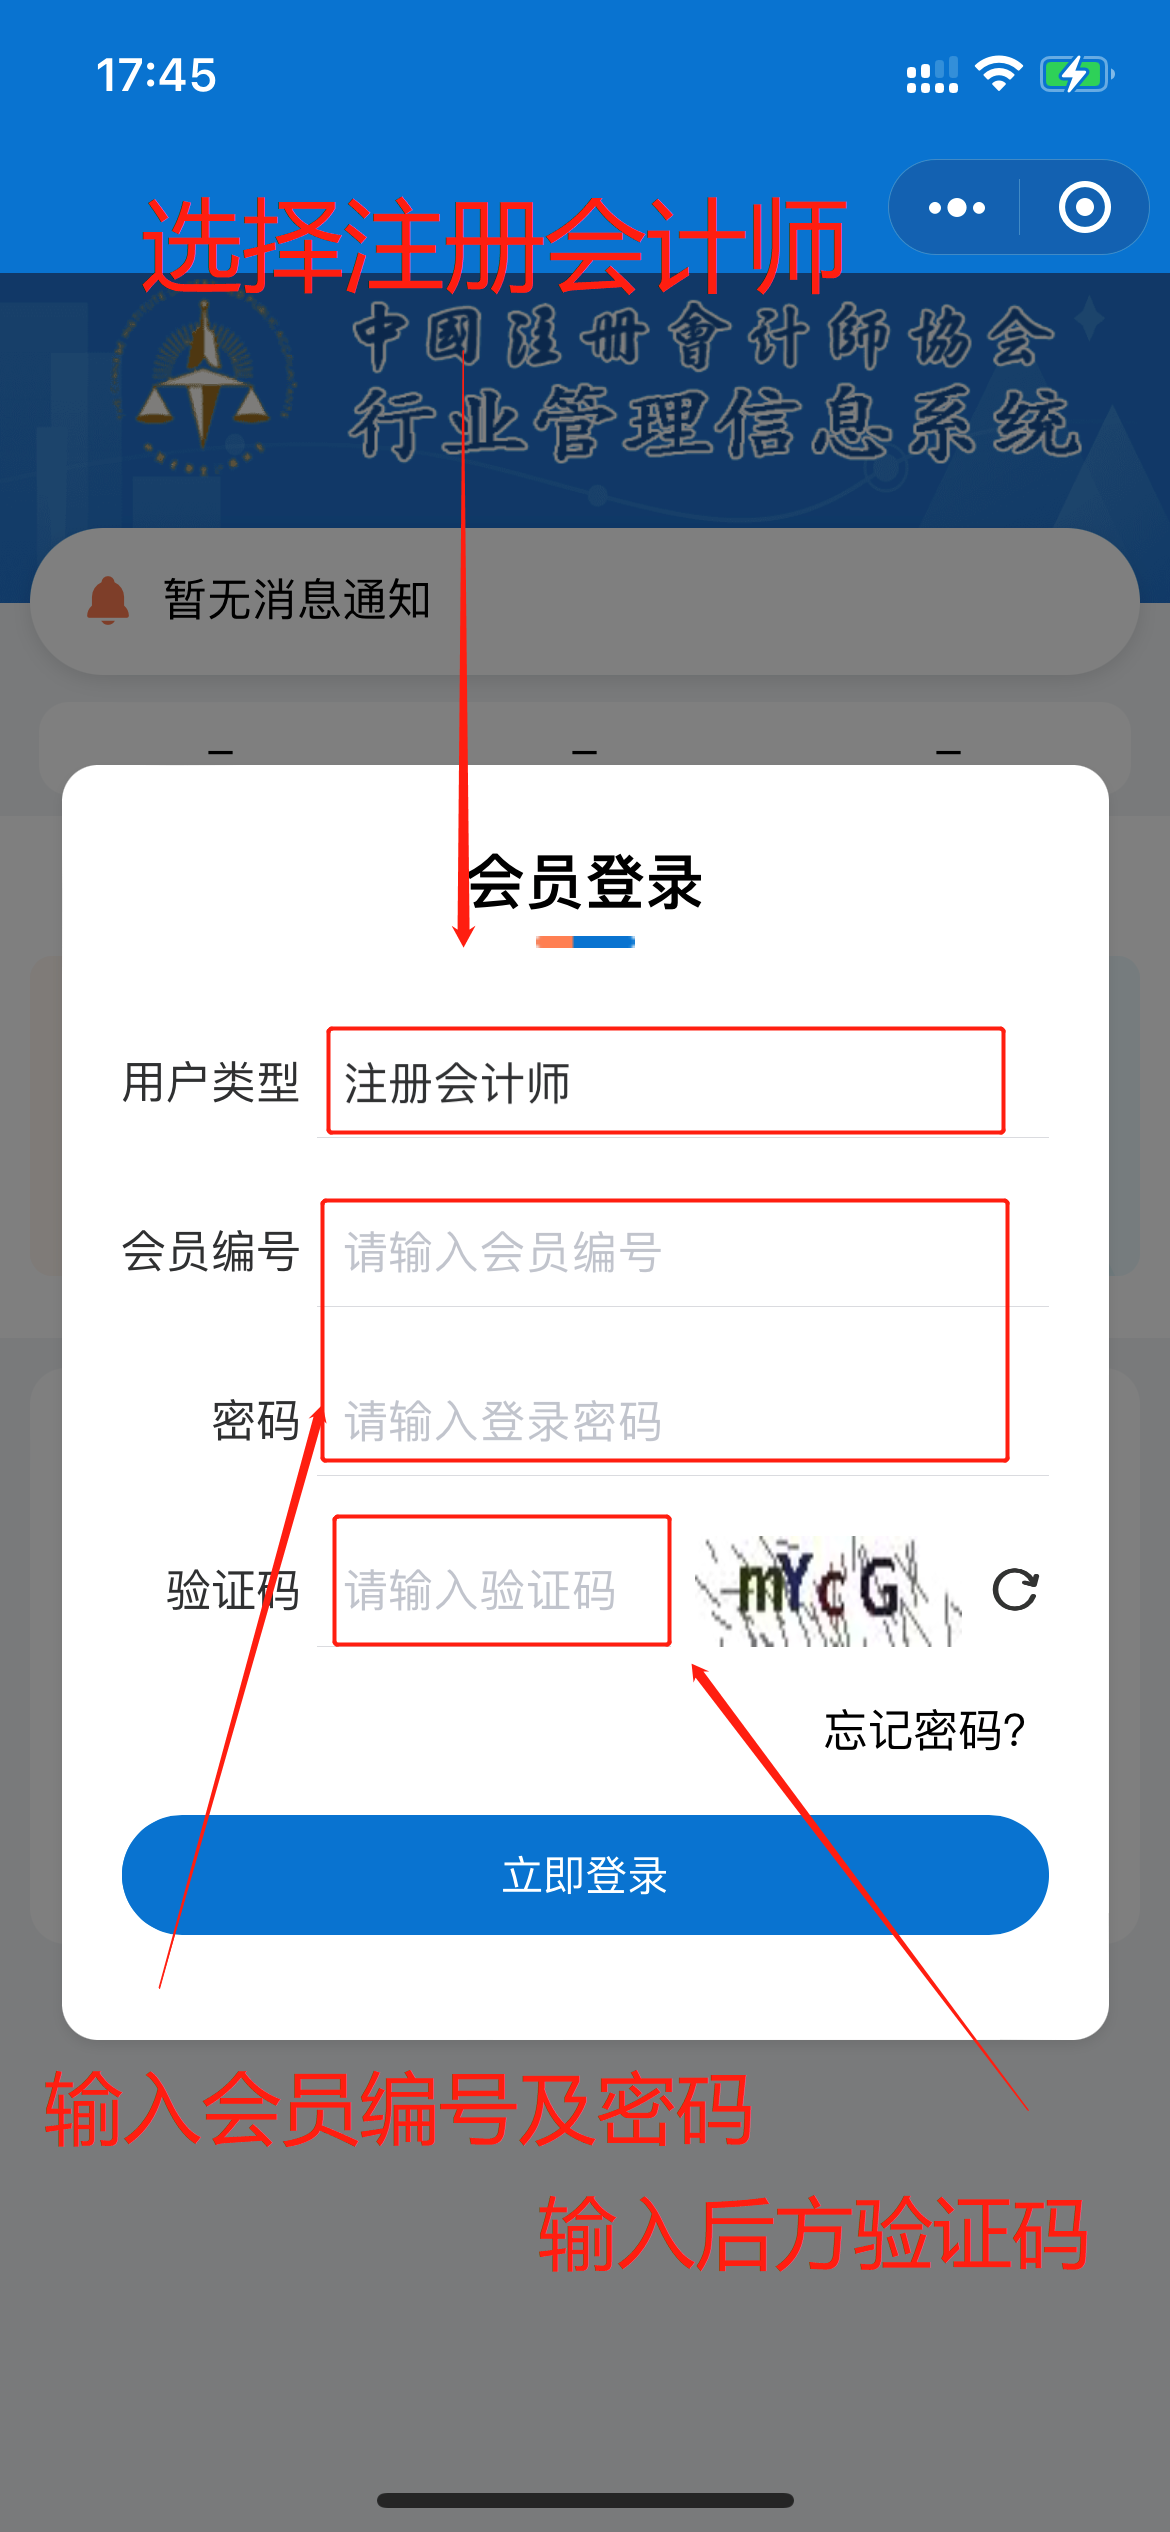 17:45
选择注册会计师
中国注册會计師協会
行业管理信息系统
暂无消息通知
会员登录
用户类型 注册会计师
会员编号 请输入会员编号
密码 请输入登录密码
验证码 请输入验证码 mYcG
忘记密码?
立即登录
输入会员编号及密码
输入后方验证码